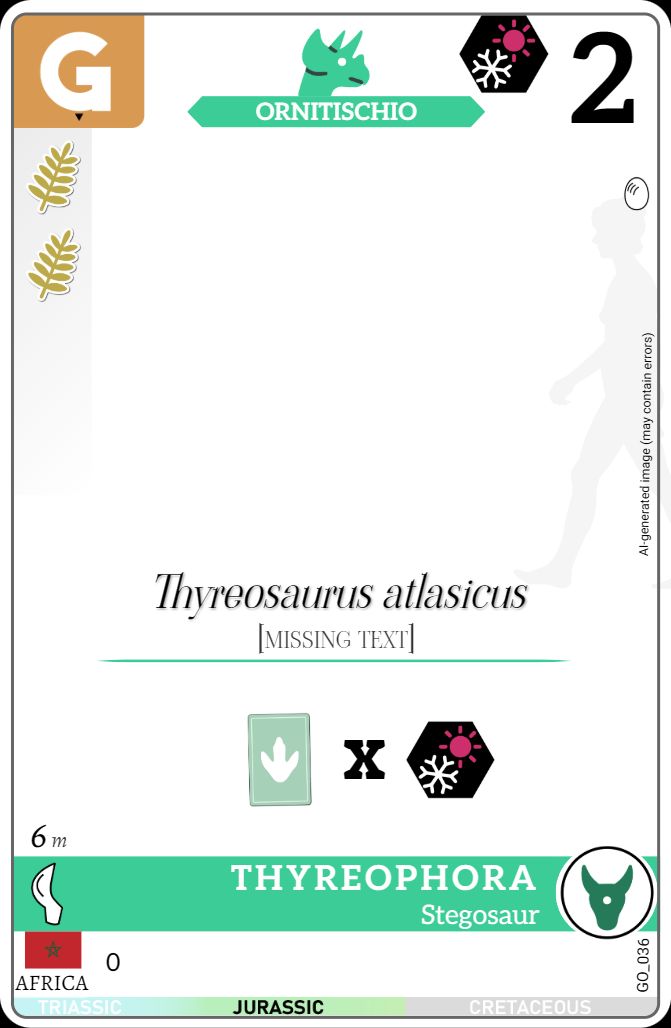 G
ORNITISCHIO
2
AI-generated image (may contain errors)
Thyreosaurus atlasicus
[MISSING TEXT]
X
6 m
THYREOPHORA
Stegosaur
AFRICA
0
GO_036
TRIASSIC
JURASSIC
CRETACEOUS